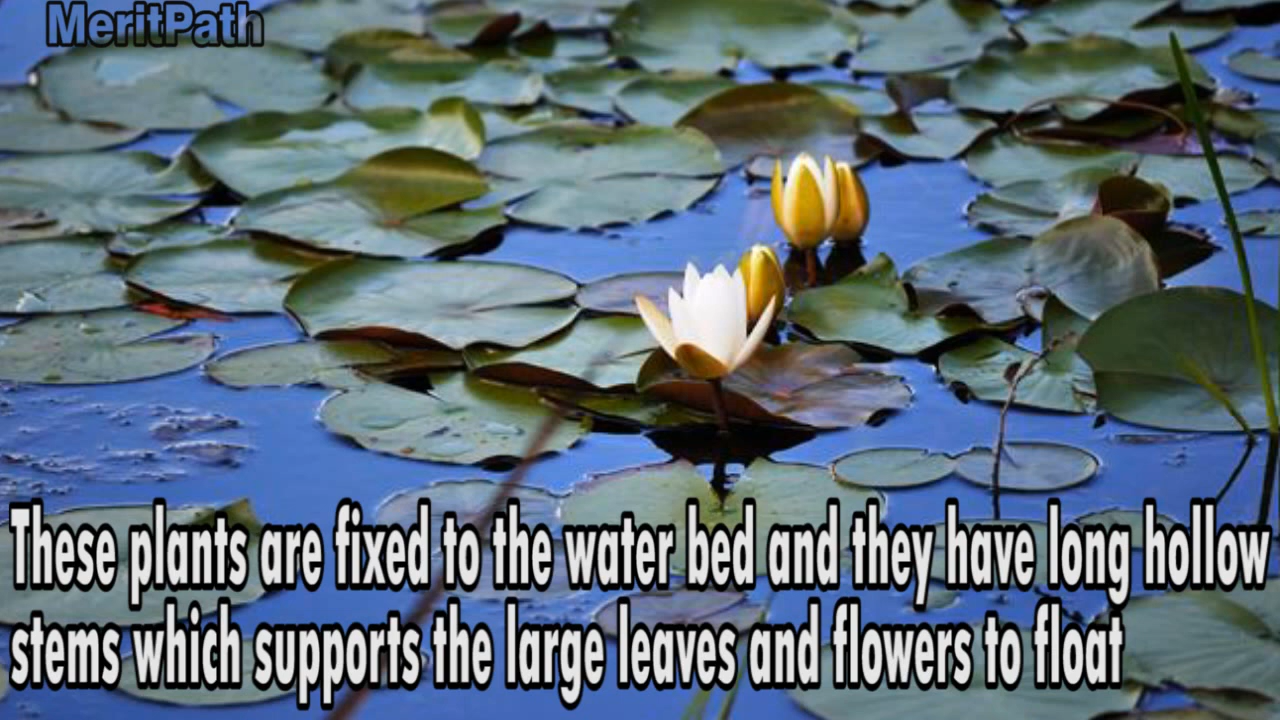 MeritPath
These plants are fixed to the water bed and they have long hollow
stems which supports the large leaves and flowers to float